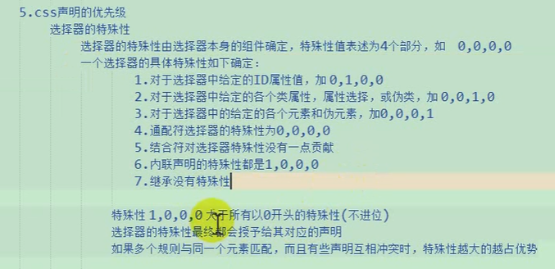 5.css声明的优先级
选择器的特殊性
选择器的特殊性由选择器本身的组件确定，特殊性值表述为4个部分，如 0,0,0,0
一个选择器的具体特殊性如下确定：
1.对于选择器中给定的ID属性值，加 0,1,0,0
2.对于选择器中给定的各个类属性，属性选择，或伪类，加 0,0,1,0
3.对于选择器中的给定的各个元素和伪元素，加0,0,0,1
4.通配符选择器的特殊性为0,0,0,0
5.结合符对选择器特殊性没有一点贡献
6.内联声明的特殊性都是1,0,0,0
7.继承没有特殊性
特殊性 1,0,0,0 大于所有以0开头的特殊性(不进位)
选择器的特殊性最终都会授予给其对应的声明
如果多个规则与同一个元素匹配，而且有些声明互相冲突时，特殊性越大的越占优势